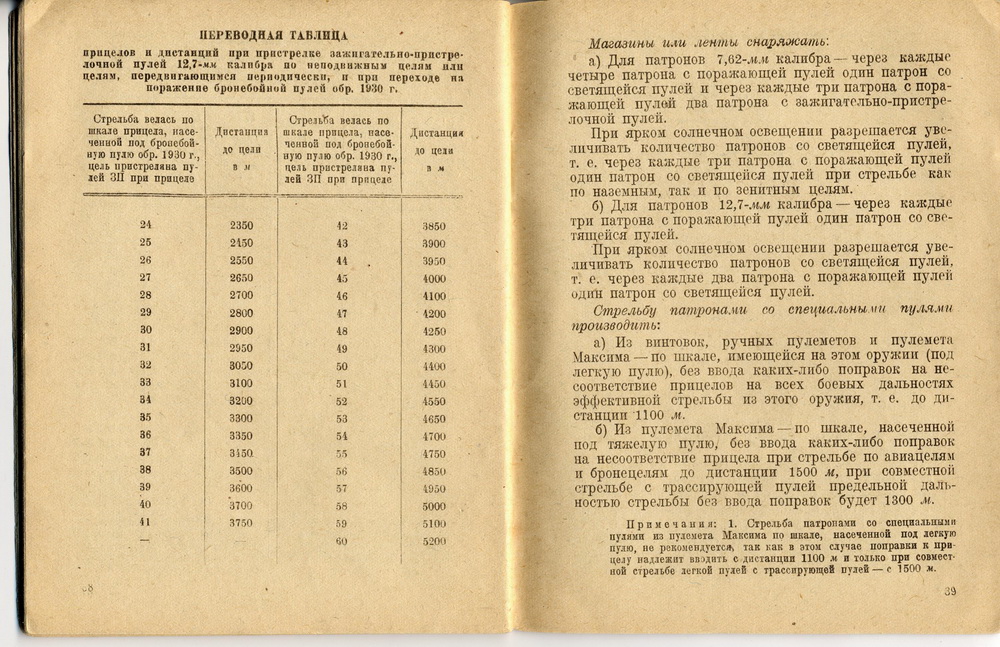 ПЕРЕВОДНАЯ ТАБЛИЦА
прицелов и дистанций при пристрелке зажигательно-пристре-
лочной пулей 12,7-мм калибра по неподвижным целям или
целям, передвигающимся периодически, и при переходе на
поражение бронебойной пулей обр. 1930 г.
Стрельба велась по шкале прицела, насе- ченной под бронебой- ную пулю обр. 1930 г., цель пристреляна пу- лей ЗП при прицеле | Дистанция до цели в м | Стрельба велась по шкале прицела, насе- ченной под бронебой- ную пулю обр. 1930 г., цель пристреляна пу- лей ЗП при прицеле | Дистанция до цели в м
24 2350 42 3850
25 2450 43 3900
26 2550 44 3950
27 2650 45 4000
28 2700 46 4100
29 2800 47 4200
30 2900 48 4250
31 2950 49 4300
32 3050 50 4400
33 3100 51 4450
34 3200 52 4550
35 3300 53 4650
36 3350 54 4700
37 3450 55 4750
38 3500 56 4850
39 3600 57 4950
40 3700 58 5000
41 3750 59 5100
— — 60 5200
38
Магазины или ленты снаряжать:
а) Для патронов 7,62-мм калибра — через каждые
четыре патрона с поражающей пулей один патрон со
светящейся пулей и через каждые три патрона с пора-
жающей пулей два патрона с зажигательно-пристре-
лочной пулей.
При ярком солнечном освещении разрешается уве-
личивать количество патронов со светящейся пулей,
т. е. через каждые три патрона с поражающей пулей
один патрон со светящейся пулей при стрельбе как
по наземным, так и по зенитным целям.
б) Для патронов 12,7-мм калибра — через каждые
три патрона с поражающей пулей один патрон со све-
тящейся пулей.
При ярком солнечном освещении разрешается уве-
личивать количество патронов со светящейся пулей,
т. е. через каждые два патрона с поражающей пулей
один патрон со светящейся пулей.
Стрельбу патронами со специальными пулями
производить:
а) Из винтовок, ручных пулеметов и пулемета
Максима — по шкале, имеющейся на этом оружии (под
легкую пулю), без ввода каких-либо поправок на не-
соответствие прицелов на всех боевых дальностях
эффективной стрельбы из этого оружия, т. е. до ди-
станции 1100 м.
б) Из пулемета Максима — по шкале, насеченной
под тяжелую пулю, без ввода каких-либо поправок
на несоответствие прицела при стрельбе по авиацелям
и бронецелям до дистанции 1500 м, при совместной
стрельбе с трассирующей пулей предельной даль-
ностью стрельбы без ввода поправок будет 1300 м.
Примечания: 1. Стрельба патронами со специальными
пулями из пулемета Максима по шкале, насеченной под легкую
пулю, не рекомендуется, так как в этом случае поправки к при-
целу надлежит вводить с дистанции 1100 м и только при совмест-
ной стрельбе легкой пулей с трассирующей пулей — с 1500 м.
39